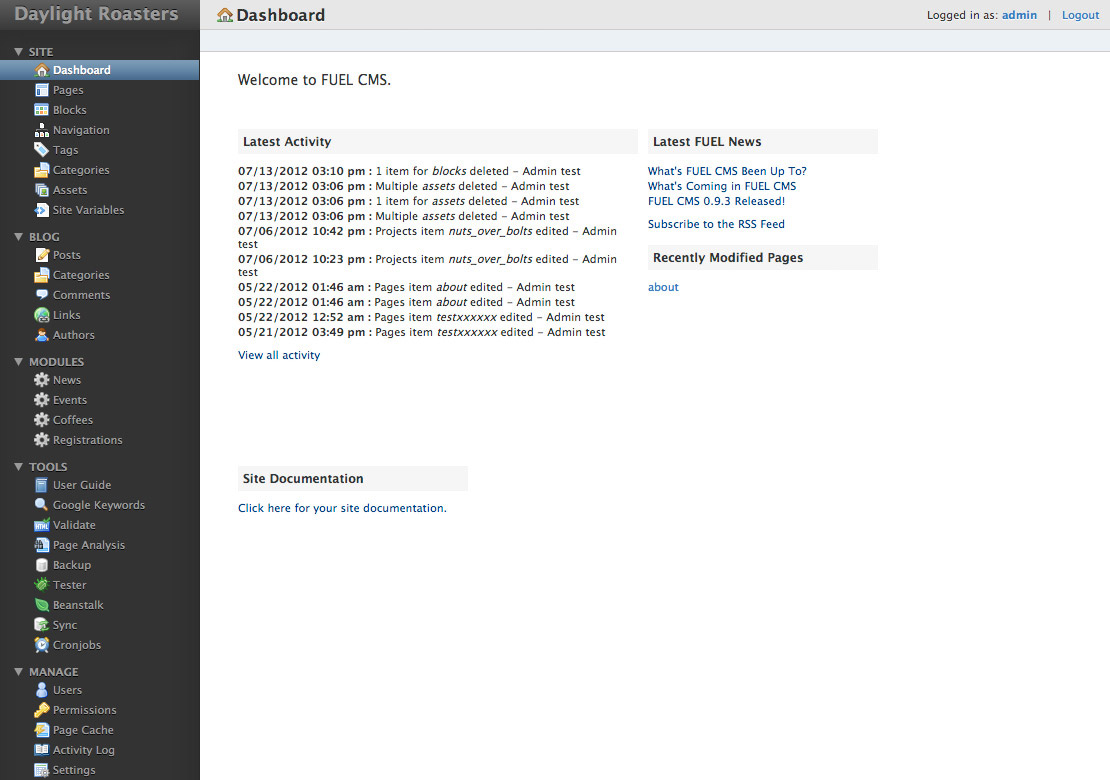 Daylight Roasters
SITE
Dashboard
Pages
Blocks
Navigation
Tags
Categories
Assets
Site Variables
BLOG
Posts
Categories
Comments
Links
Authors
MODULES
News
Events
Coffees
Registrations
TOOLS
User Guide
Google Keywords
Validate
Page Analysis
Backup
Tester
Beanstalk
Sync
Cronjobs
MANAGE
Users
Permissions
Page Cache
Activity Log
Settings
Dashboard
Logged in as: admin | Logout
Welcome to FUEL CMS.
Latest Activity
07/13/2012 03:10 pm : 1 item for blocks deleted – Admin test
07/13/2012 03:06 pm : Multiple assets deleted – Admin test
07/13/2012 03:06 pm : 1 item for assets deleted – Admin test
07/13/2012 03:06 pm : Multiple assets deleted – Admin test
07/06/2012 10:42 pm : Projects item nuts_over_bolts edited – Admin
test
07/06/2012 10:23 pm : Projects item nuts_over_bolts edited – Admin
test
05/22/2012 01:46 am : Pages item about edited – Admin test
05/22/2012 01:46 am : Pages item about edited – Admin test
05/22/2012 12:52 am : Pages item testxxxxxx edited – Admin test
05/21/2012 03:49 pm : Pages item testxxxxxx edited – Admin test
View all activity
Latest FUEL News
What's FUEL CMS Been Up To?
What's Coming in FUEL CMS
FUEL CMS 0.9.3 Released!
Subscribe to the RSS Feed
Recently Modified Pages
about
Site Documentation
Click here for your site documentation.